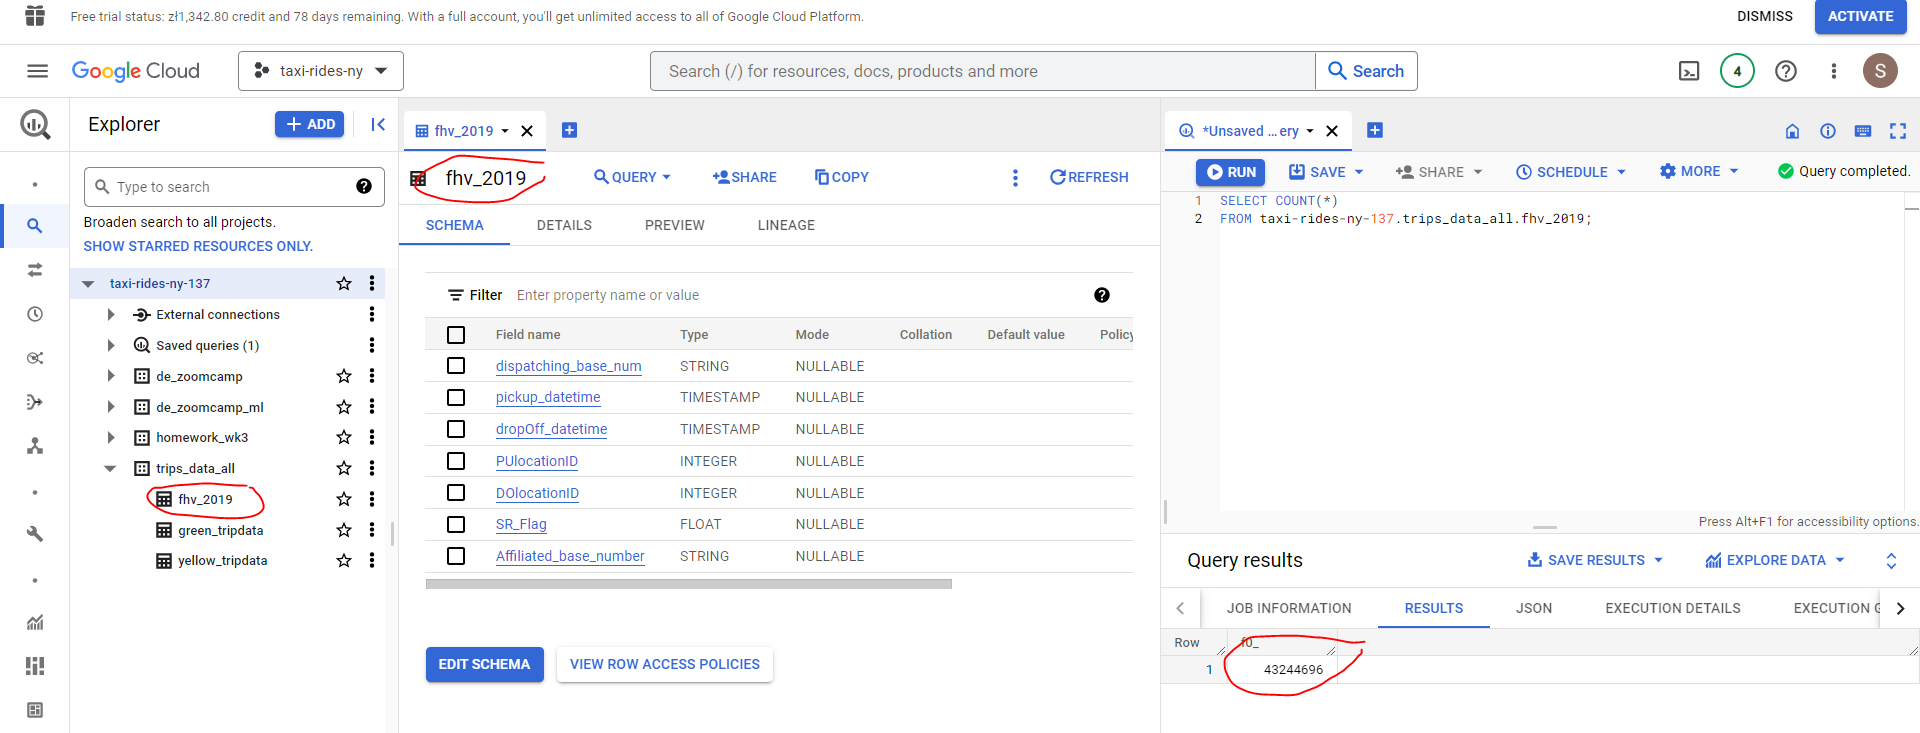 Free trial status: zł1,342.80 credit and 78 days remaining. With a full account, you'll get unlimited access to all of Google Cloud Platform.
DISMISS
ACTIVATE
Google Cloud
taxi-rides-ny
Search (/) for resources, docs, products and more
Search
4
S
Explorer
ADD
Type to search
Broaden search to all projects.
SHOW STARRED RESOURCES ONLY.
taxi-rides-ny-137
External connections
Saved queries (1)
de_zoomcamp
de_zoomcamp_ml
homework_wk3
trips_data_all
fhv_2019
green_tripdata
yellow_tripdata
fhv_2019
fhv_2019
QUERY
SHARE
COPY
REFRESH
SCHEMA DETAILS PREVIEW LINEAGE
Filter Enter property name or value
Field name Type Mode Collation Default value Policy
dispatching_base_num STRING NULLABLE
pickup_datetime TIMESTAMP NULLABLE
dropOff_datetime TIMESTAMP NULLABLE
PUlocationID INTEGER NULLABLE
DOlocationID INTEGER NULLABLE
SR_Flag FLOAT NULLABLE
Affiliated_base_number STRING NULLABLE
EDIT SCHEMA
VIEW ROW ACCESS POLICIES
*Unsaved ...ery
RUN
SAVE
SHARE
SCHEDULE
MORE
Query completed.
1 SELECT COUNT(*)
2 FROM taxi-rides-ny-137.trips_data_all.fhv_2019;
Press Alt+F1 for accessibility options.
Query results
SAVE RESULTS
EXPLORE DATA
JOB INFORMATION RESULTS JSON EXECUTION DETAILS EXECUTION G
Row f0_
1 43244696